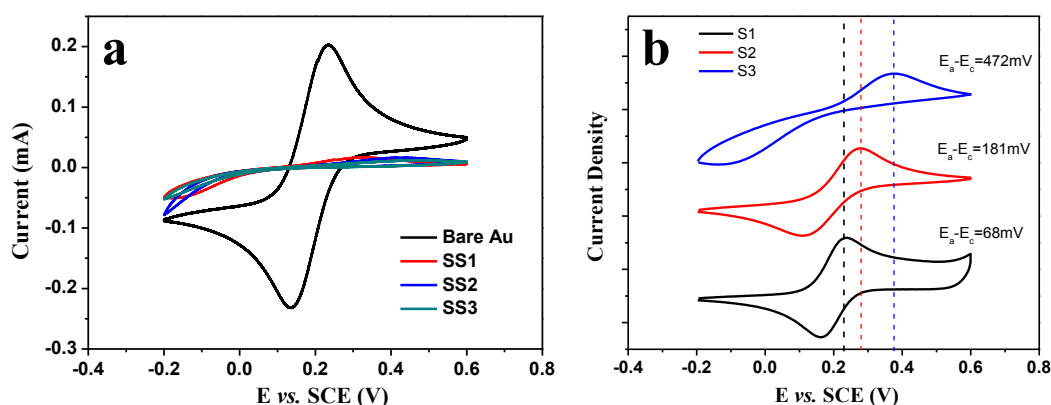 a
0.2
0.1
0.0
-0.1
-0.2
-0.3
Current (mA)
Bare Au
SS1
SS2
SS3
-0.4 -0.2 0.0 0.2 0.4 0.6 0.8
E vs. SCE (V)
b
S1
S2
S3
Ea-Ec=472mV
Ea-Ec=181mV
Ea-Ec=68mV
Current Density
-0.4 -0.2 0.0 0.2 0.4 0.6 0.8
E vs. SCE (V)